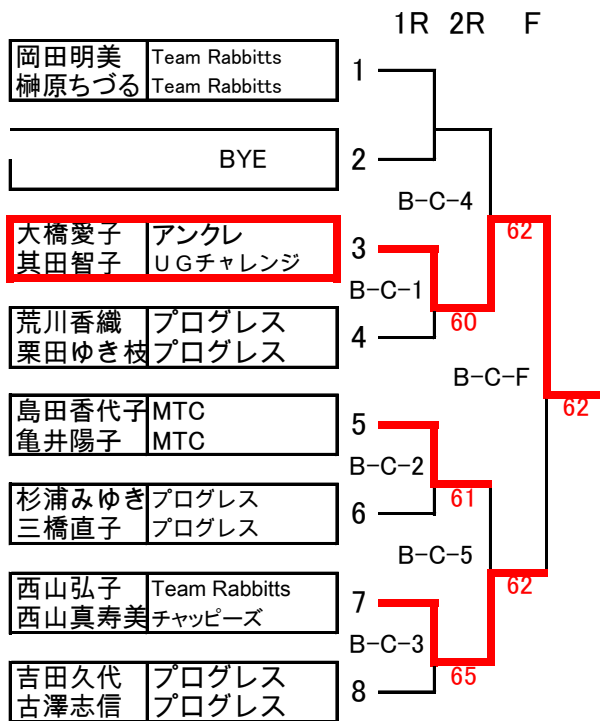 1R 2R F
岡田明美 Team Rabbitts 1
榊原ちづる Team Rabbitts
BYE 2
B-C-4
大橋愛子 アンクレ 3 62
其田智子 UGチャレンジ
B-C-1
荒川香織 プログレス 4 60
栗田ゆき枝 プログレス
B-C-F
62
島田香代子 MTC 5
亀井陽子 MTC
B-C-2
杉浦みゆき プログレス 6 61
三橋直子 プログレス
B-C-5
西山弘子 Team Rabbitts 7 62
西山真寿美 チャッピーズ
B-C-3
吉田久代 プログレス 8 65
古澤志信 プログレス